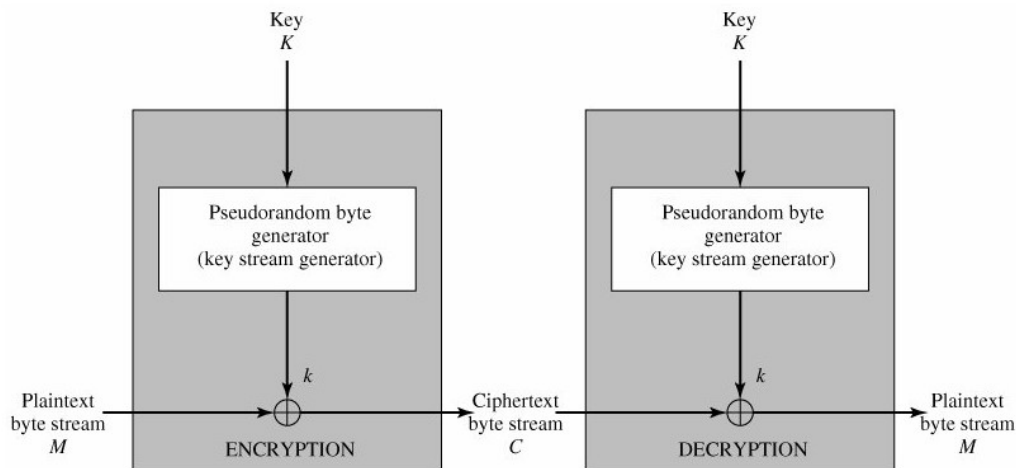 Key
K
Key
K
Pseudorandom byte
generator
(key stream generator)
Pseudorandom byte
generator
(key stream generator)
k
k
Plaintext
byte stream
M
Ciphertext
byte stream
C
Plaintext
byte stream
M
ENCRYPTION
DECRYPTION